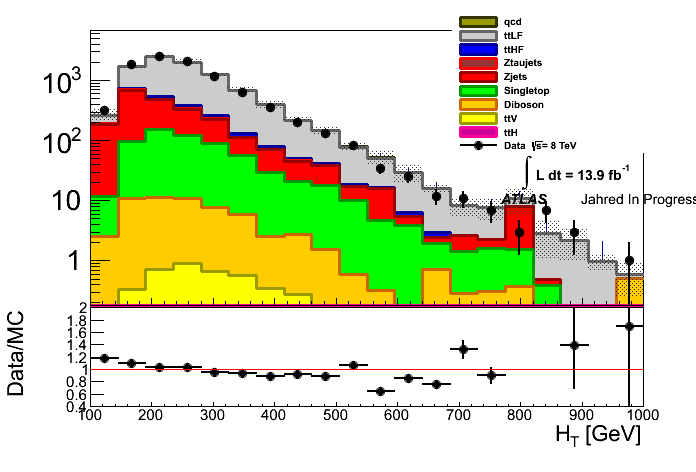 qcd
ttLF
ttHF
Ztaujets
Zjets
Singletop
Diboson
ttV
ttH
Data √s= 8 TeV
∫ L dt = 13.9 fb⁻¹
ATLAS Jahred In Progress
10³
10²
10
1
Data/MC
2
1.8
1.6
1.4
1.2
1
0.8
0.6
0.4
100 200 300 400 500 600 700 800 900 1000
H_T [GeV]